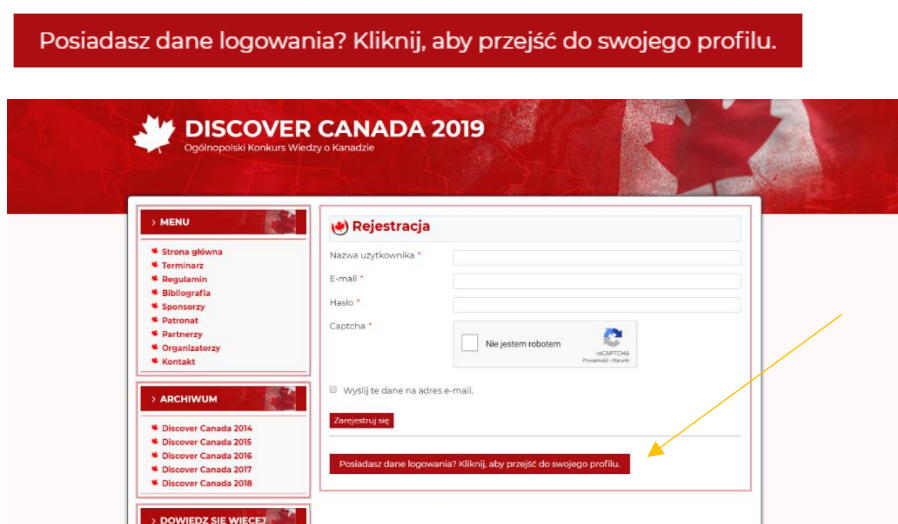 Posiadasz dane logowania? Kliknij, aby przejść do swojego profilu.
DISCOVER CANADA 2019
Ogólnopolski Konkurs Wiedzy o Kanadzie
> MENU
Strona główna
Terminarz
Regulamin
Bibliografia
Sponsorzy
Patronat
Partnerzy
Organizatorzy
Kontakt
> ARCHIWUM
Discover Canada 2014
Discover Canada 2015
Discover Canada 2016
Discover Canada 2017
Discover Canada 2018
> DOWIEDZ SIĘ WIĘCEJ
Rejestracja
Nazwa użytkownika *
E-mail *
Hasło *
Captcha *
Nie jestem robotem
reCAPTCHA
Prywatność - Warunki
Wyślij te dane na adres e-mail.
Zarejestruj się
Posiadasz dane logowania? Kliknij, aby przejść do swojego profilu.